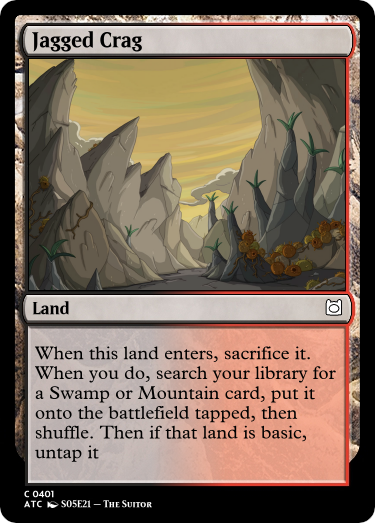 Jagged Crag
Land
When this land enters, sacrifice it.
When you do, search your library for
a Swamp or Mountain card, put it
onto the battlefield tapped, then
shuffle. Then if that land is basic,
untap it
C 0401
ATC S05E21 — The Suitor